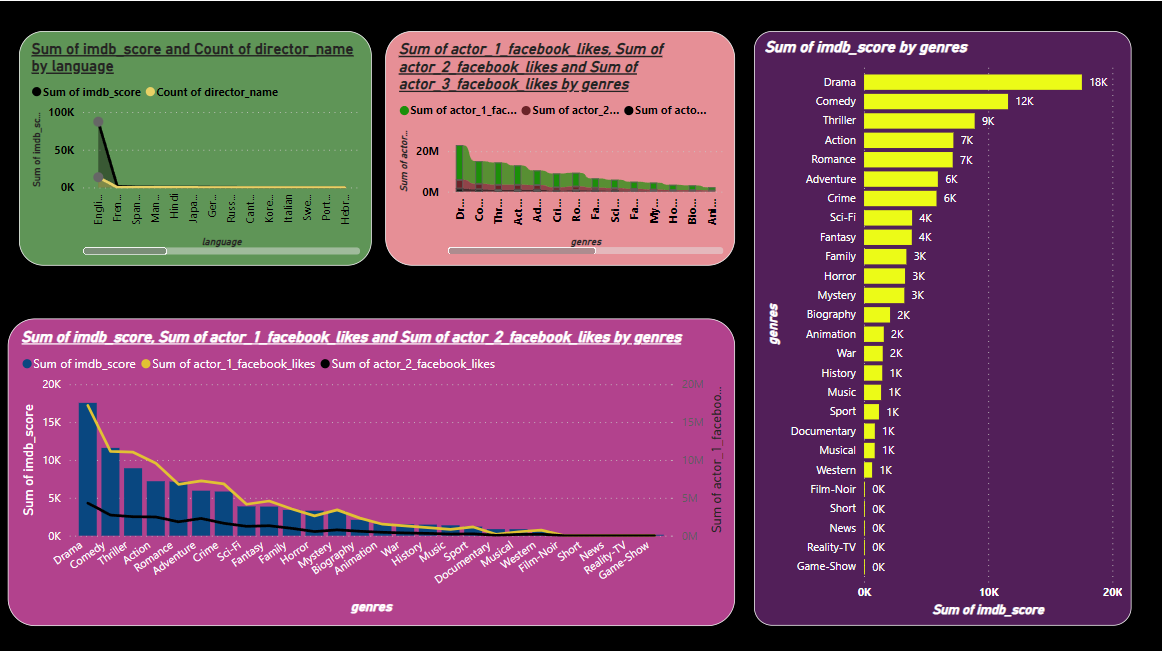 Sum of imdb_score and Count of director_name
by language
Sum of imdb_score Count of director_name
100K
50K
0K
Sum of imdb_sc...
Engli...
Fren...
Span...
Man...
Hindi
Japa...
Ger...
Russ...
Cant...
Kore...
Italian
Swe...
Port...
Hebr...
language
Sum of actor_1_facebook_likes, Sum of
actor_2_facebook_likes and Sum of
actor_3_facebook_likes by genres
Sum of actor_1_fac... Sum of actor_2... Sum of acto...
20M
0M
Sum of actor...
Dr...
Co...
Thr...
Act...
Ad...
Cri...
Ro...
Fa...
Sci...
Fa...
My...
Ho...
Bio...
Ani...
genres
Sum of imdb_score, Sum of actor_1_facebook_likes and Sum of actor_2_facebook_likes by genres
Sum of imdb_score Sum of actor_1_facebook_likes Sum of actor_2_facebook_likes
20K
15K
10K
5K
0K
Sum of imdb_score
20M
15M
10M
5M
0M
Sum of actor_1_faceboo...
Drama
Comedy
Thriller
Action
Romance
Adventure
Crime
Sci-Fi
Fantasy
Family
Horror
Mystery
Biography
Animation
War
History
Music
Sport
Documentary
Musical
Western
Film-Noir
Short
News
Reality-TV
Game-Show
genres
Sum of imdb_score by genres
Drama 18K
Comedy 12K
Thriller 9K
Action 7K
Romance 7K
Adventure 6K
Crime 6K
Sci-Fi 4K
Fantasy 4K
Family 3K
Horror 3K
Mystery 3K
Biography 2K
Animation 2K
War 2K
History 1K
Music 1K
Sport 1K
Documentary 1K
Musical 1K
Western 1K
Film-Noir 0K
Short 0K
News 0K
Reality-TV 0K
Game-Show 0K
genres
0K 10K 20K
Sum of imdb_score